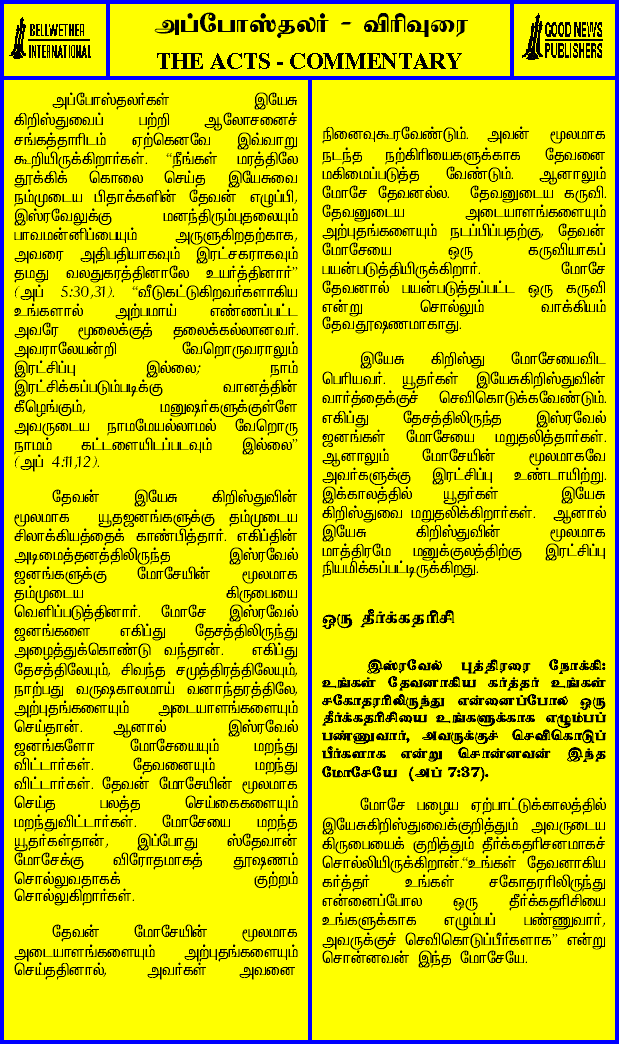 BELLWETHER
INTERNATIONAL
அப்போஸ்தலர் - விரிவுரை
THE ACTS - COMMENTARY
GOOD NEWS
PUBLISHERS
அப்போஸ்தலர்கள் இயேசு
கிறிஸ்துவைப் பற்றி ஆலோசனைச்
சங்கத்தாரிடம் ஏற்கெனவே இவ்வாறு
கூறியிருக்கிறார்கள். “நீங்கள் மரத்திலே
தூக்கிக் கொலை செய்த இயேசுவை
நம்முடைய பிதாக்களின் தேவன் எழுப்பி,
இஸ்ரவேலுக்கு மனந்திரும்புதலையும்
பாவமன்னிப்பையும் அருளுகிறதற்காக,
அவரை அதிபதியாகவும் இரட்சகராகவும்
தமது வலதுகரத்தினாலே உயர்த்தினார்”
(அப் 5:30,31). “வீடுகட்டுகிறவர்களாகிய
உங்களால் அற்பமாய் எண்ணப்பட்ட
அவரே மூலைக்குத் தலைக்கல்லானவர்.
அவராலேயன்றி வேறொருவராலும்
இரட்சிப்பு இல்லை; நாம்
இரட்சிக்கப்படும்படிக்கு வானத்தின்
கீழெங்கும், மனுஷர்களுக்குள்ளே
அவருடைய நாமமேயல்லாமல் வேறொரு
நாமம் கட்டளையிடப்படவும் இல்லை”
(அப் 4:11,12).
தேவன் இயேசு கிறிஸ்துவின்
மூலமாக யூதஜனங்களுக்கு தம்முடைய
சிலாக்கியத்தைக் காண்பித்தார். எகிப்தின்
அடிமைத்தனத்திலிருந்த இஸ்ரவேல்
ஜனங்களுக்கு மோசேயின் மூலமாக
தம்முடைய கிருபையை
வெளிப்படுத்தினார். மோசே இஸ்ரவேல்
ஜனங்களை எகிப்து தேசத்திலிருந்து
அழைத்துக்கொண்டு வந்தான். எகிப்து
தேசத்திலேயும், சிவந்த சமுத்திரத்திலேயும்,
நாற்பது வருஷகாலமாய் வனாந்தரத்திலே,
அற்புதங்களையும் அடையாளங்களையும்
செய்தான். ஆனால் இஸ்ரவேல்
ஜனங்களோ மோசேயையும் மறந்து
விட்டார்கள். தேவனையும் மறந்து
விட்டார்கள். தேவன் மோசேயின் மூலமாக
செய்த பலத்த செய்கைகளையும்
மறந்துவிட்டார்கள். மோசேயை மறந்த
யூதர்கள்தான், இப்போது ஸ்தேவான்
மோசேக்கு விரோதமாகத் தூஷணம்
சொல்லுவதாகக் குற்றம்
சொல்லுகிறார்கள்.
தேவன் மோசேயின் மூலமாக
அடையாளங்களையும் அற்புதங்களையும்
செய்ததினால், அவர்கள் அவனை
நினைவுகூரவேண்டும். அவன் மூலமாக
நடந்த நற்கிரியைகளுக்காக தேவனை
மகிமைப்படுத்த வேண்டும். ஆனாலும்
மோசே தேவனல்ல. தேவனுடைய கருவி.
தேவனுடைய அடையாளங்களையும்
அற்புதங்களையும் நடப்பிப்பதற்கு, தேவன்
மோசேயை ஒரு கருவியாகப்
பயன்படுத்தியிருக்கிறார். மோசே
தேவனால் பயன்படுத்தப்பட்ட ஒரு கருவி
என்று சொல்லும் வாக்கியம்
தேவதூஷணமாகாது.
இயேசு கிறிஸ்து மோசேயைவிட
பெரியவர். யூதர்கள் இயேசுகிறிஸ்துவின்
வார்த்தைக்குச் செவிகொடுக்கவேண்டும்.
எகிப்து தேசத்திலிருந்த இஸ்ரவேல்
ஜனங்கள் மோசேயை மறுதலித்தார்கள்.
ஆனாலும் மோசேயின் மூலமாகவே
அவர்களுக்கு இரட்சிப்பு உண்டாயிற்று.
இக்காலத்தில் யூதர்கள் இயேசு
கிறிஸ்துவை மறுதலிக்கிறார்கள். ஆனால்
இயேசு கிறிஸ்துவின் மூலமாக
மாத்திரமே மனுக்குலத்திற்கு இரட்சிப்பு
நியமிக்கப்பட்டிருக்கிறது.
ஒரு தீர்க்கதரிசி
இஸ்ரவேல் புத்திரரை நோக்கி:
உங்கள் தேவனாகிய கர்த்தர் உங்கள்
சகோதரரிலிருந்து என்னைப்போல் ஒரு
தீர்க்கதரிசியை உங்களுக்காக எழும்பப்
பண்ணுவார், அவருக்குச் செவிகொடுப்
பீர்களாக என்று சொன்னவன் இந்த
மோசேயே (அப் 7:37).
மோசே பழைய ஏற்பாட்டுக்காலத்தில்
இயேசுகிறிஸ்துவைக்குறித்தும் அவருடைய
கிருபையைக் குறித்தும் தீர்க்கதரிசனமாகச்
சொல்லியிருக்கிறான்.“உங்கள் தேவனாகிய
கர்த்தர் உங்கள் சகோதரரிலிருந்து
என்னைப்போல ஒரு தீர்க்கதரிசியை
உங்களுக்காக எழும்பப் பண்ணுவார்,
அவருக்குச் செவிகொடுப்பீர்களாக” என்று
சொன்னவன் இந்த மோசேயே.